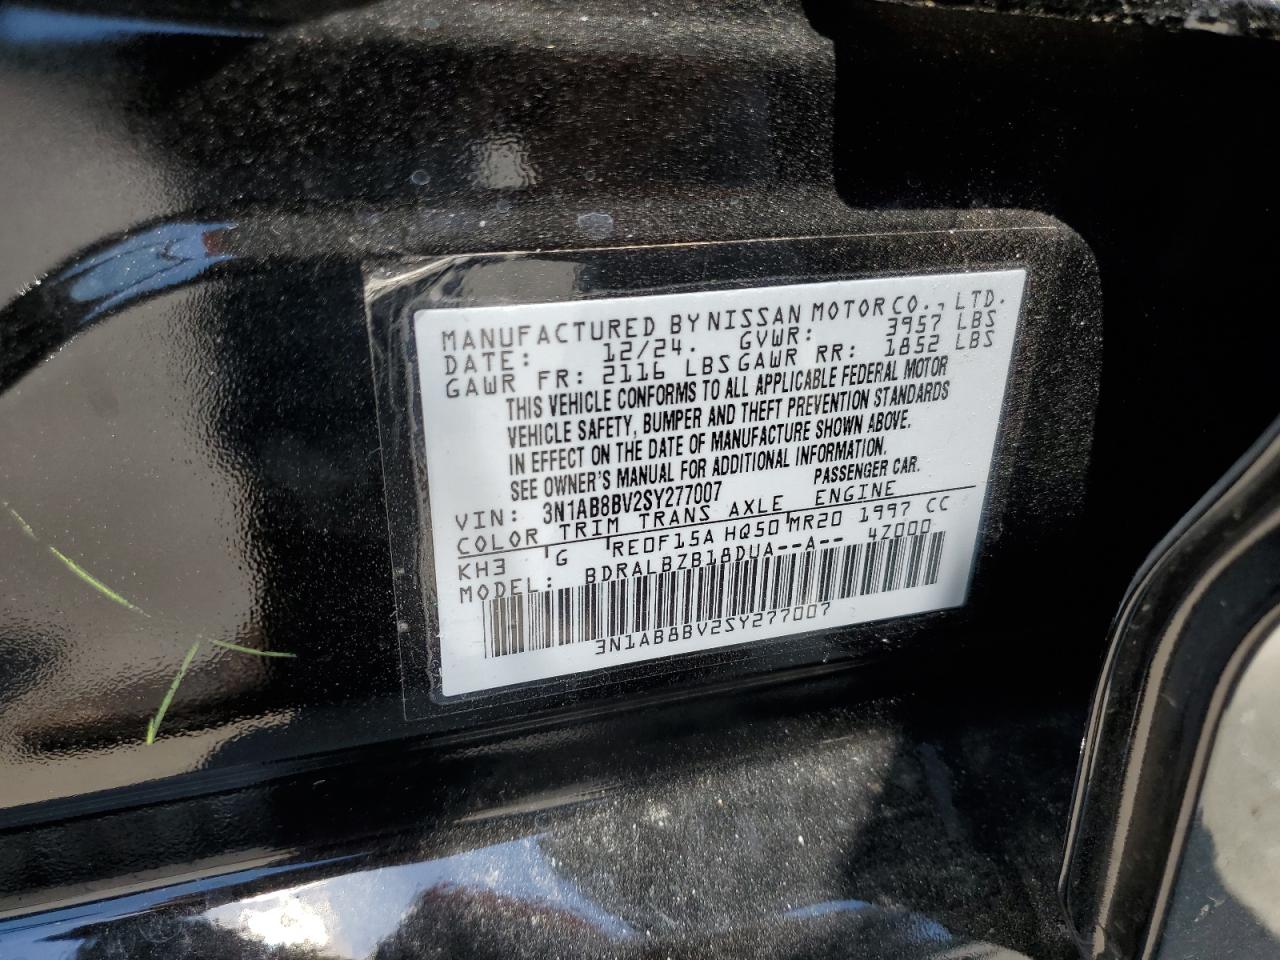 MANUFACTURED BY NISSAN MOTOR CO., LTD.
DATE: 12/24. GVWR: 3957 LBS
GAWR FR: 2116 LBS GAWR RR: 1852 LBS
THIS VEHICLE CONFORMS TO ALL APPLICABLE FEDERAL MOTOR
VEHICLE SAFETY, BUMPER AND THEFT PREVENTION STANDARDS
IN EFFECT ON THE DATE OF MANUFACTURE SHOWN ABOVE.
SEE OWNER'S MANUAL FOR ADDITIONAL INFORMATION.
VIN: 3N1AB8BV2SY277007 PASSENGER CAR.
COLOR TRIM TRANS AXLE ENGINE
KH3 G RE0F15A HQ50 MR20 1997 CC
MODEL: BDRALBZB18DUA--A-- 4Z000
3N1AB8BV2SY277007